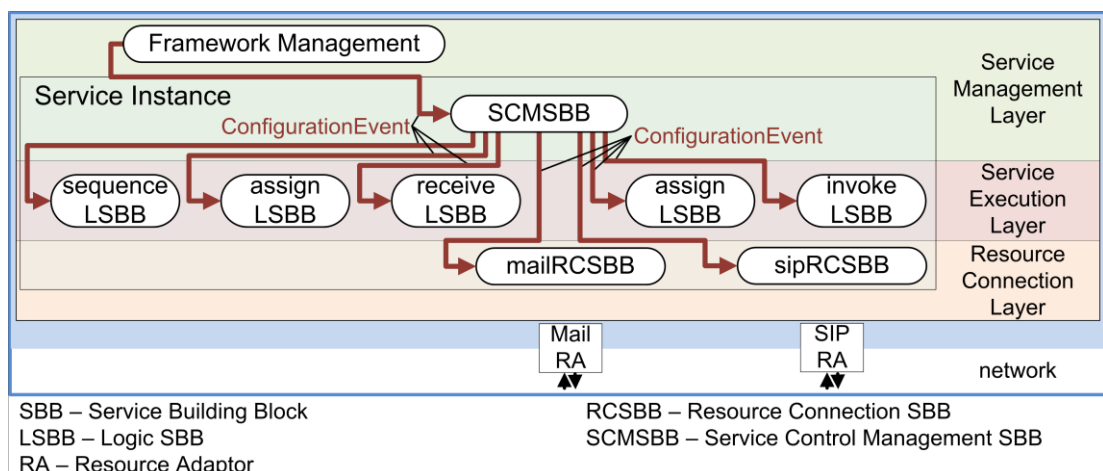 Framework Management
Service
Management
Layer
Service Instance
SCMSBB
ConfigurationEvent
ConfigurationEvent
sequence
LSBB
assign
LSBB
receive
LSBB
assign
LSBB
invoke
LSBB
Service
Execution
Layer
mailRCSBB
sipRCSBB
Resource
Connection
Layer
Mail
RA
SIP
RA
network
SBB – Service Building Block
LSBB – Logic SBB
RA – Resource Adaptor
RCSBB – Resource Connection SBB
SCMSBB – Service Control Management SBB